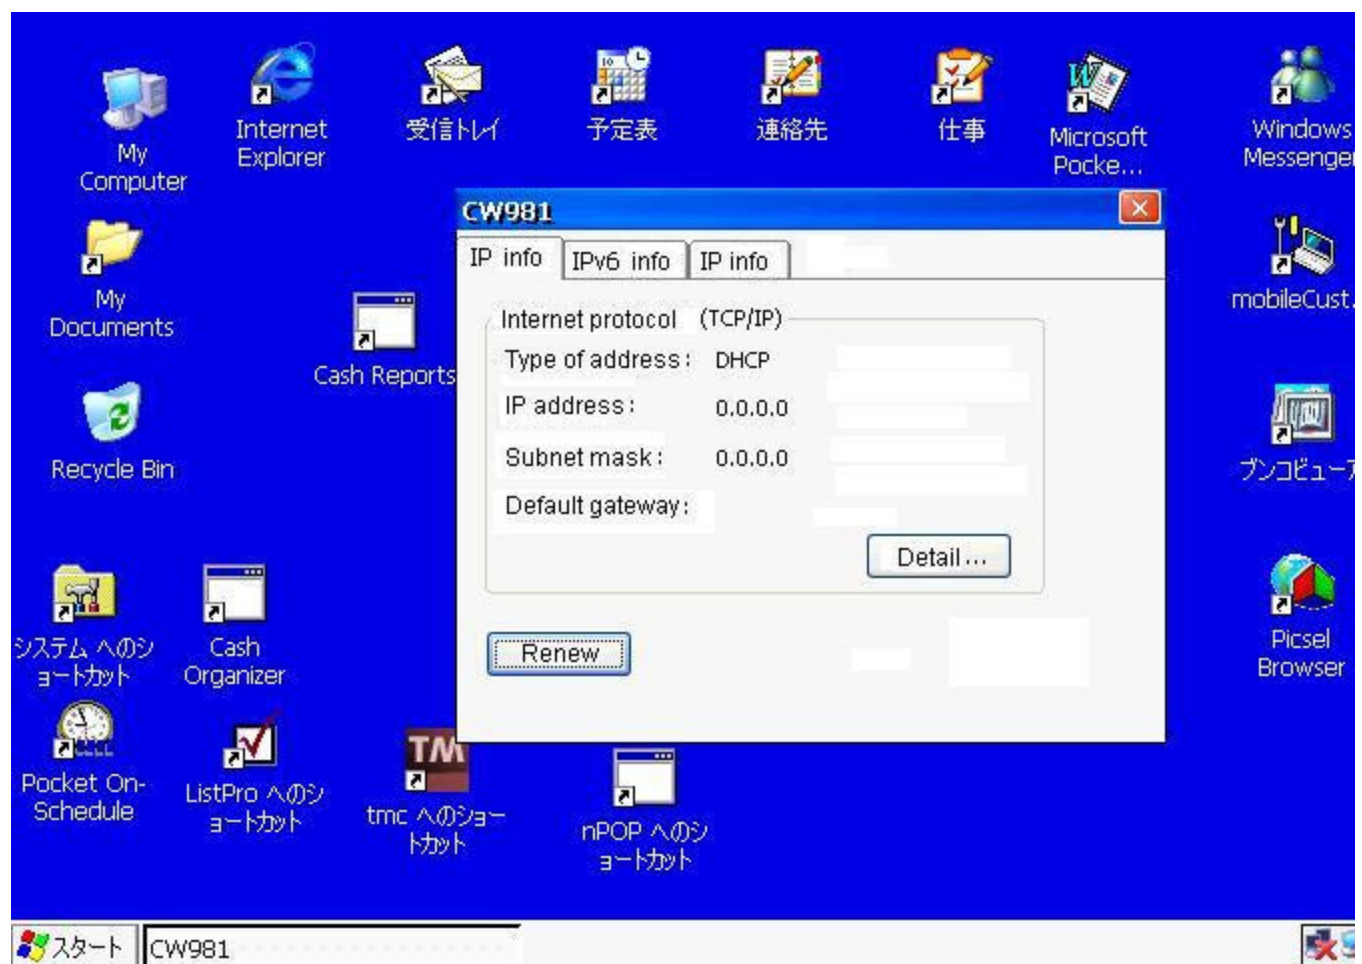 My
Computer
Internet
Explorer
受信トレイ
予定表
連絡先
仕事
Microsoft
Pocke...
Windows
Messenger
My
Documents
Cash Reports
mobileCust.
Recycle Bin
CW981
IP info
IPv6 info
IP info
Internet protocol (TCP/IP)
Type of address: DHCP
IP address: 0.0.0.0
Subnet mask: 0.0.0.0
Default gateway:
Detail ...
Renew
システム へのシ
ョートカット
Cash
Organizer
Picsel
Browser
Pocket On-
Schedule
ListPro へのシ
ョートカット
TM
tmc へのショー
トカット
nPOP へのシ
ョートカット
スタート
CW981